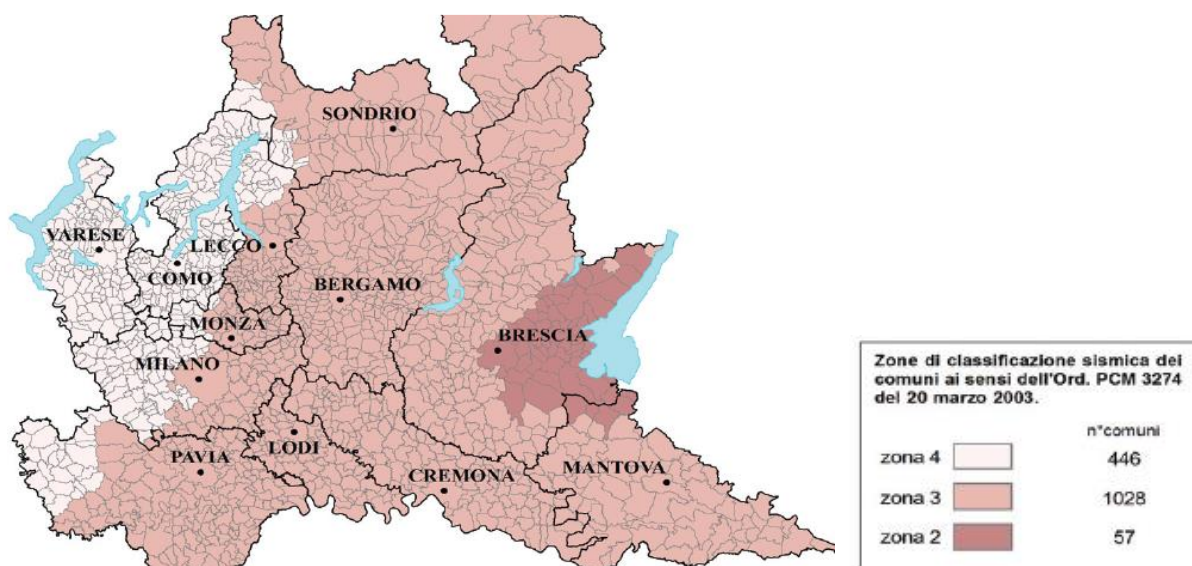 SONDRIO
VARESE
LECCO
COMO
BERGAMO
MONZA
BRESCIA
MILANO
LODI
PAVIA
CREMONA
MANTOVA
Zone di classificazione sismica dei
comuni ai sensi dell'Ord. PCM 3274
del 20 marzo 2003.
n°comuni
zona 4 446
zona 3 1028
zona 2 57